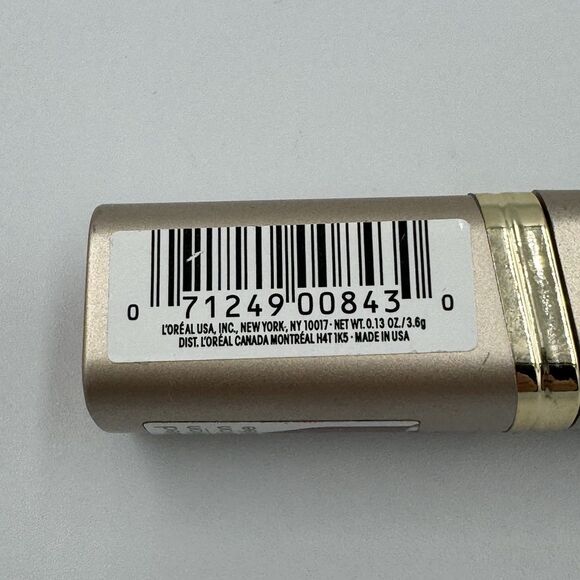 0 71249 00843 0
L'ORÉAL USA, INC., NEW YORK, NY 10017 · NET WT. 0.13 OZ./3.6g
DIST. L'ORÉAL CANADA MONTRÉAL H4T 1K5 · MADE IN USA